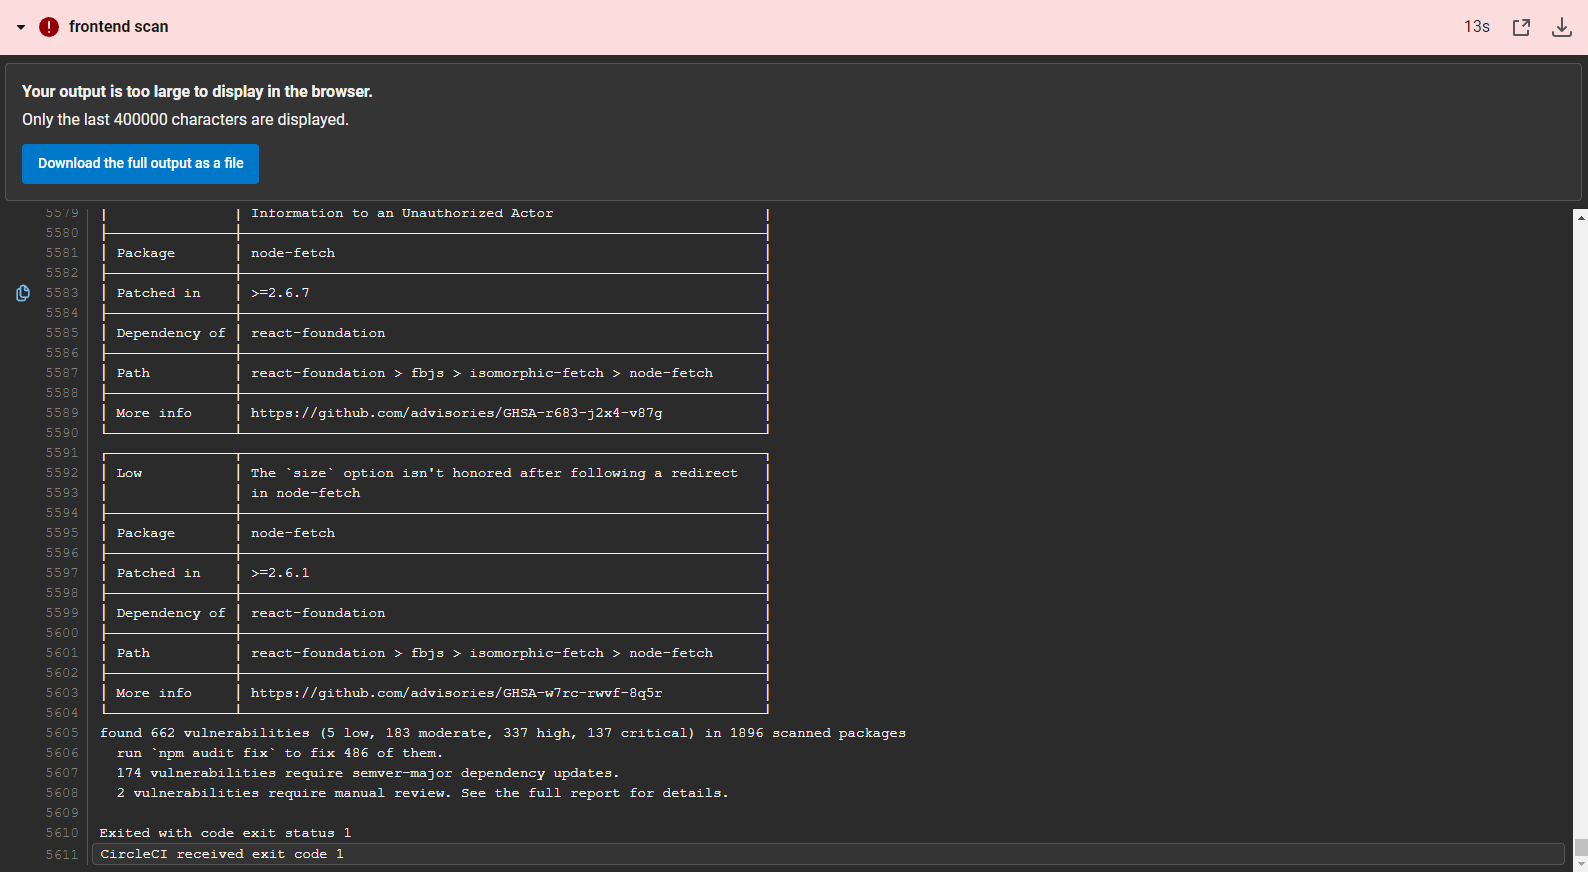 frontend scan 13s
Your output is too large to display in the browser.
Only the last 400000 characters are displayed.
Download the full output as a file
5579 Information to an Unauthorized Actor
5580
5581 Package node-fetch
5582
5583 Patched in >=2.6.7
5584
5585 Dependency of react-foundation
5586
5587 Path react-foundation > fbjs > isomorphic-fetch > node-fetch
5588
5589 More info https://github.com/advisories/GHSA-r683-j2x4-v87g
5590
5591
5592 Low The `size` option isn't honored after following a redirect
5593 in node-fetch
5594
5595 Package node-fetch
5596
5597 Patched in >=2.6.1
5598
5599 Dependency of react-foundation
5600
5601 Path react-foundation > fbjs > isomorphic-fetch > node-fetch
5602
5603 More info https://github.com/advisories/GHSA-w7rc-rwvf-8q5r
5604
5605 found 662 vulnerabilities (5 low, 183 moderate, 337 high, 137 critical) in 1896 scanned packages
5606 run `npm audit fix` to fix 486 of them.
5607 174 vulnerabilities require semver-major dependency updates.
5608 2 vulnerabilities require manual review. See the full report for details.
5609
5610 Exited with code exit status 1
5611 CircleCI received exit code 1